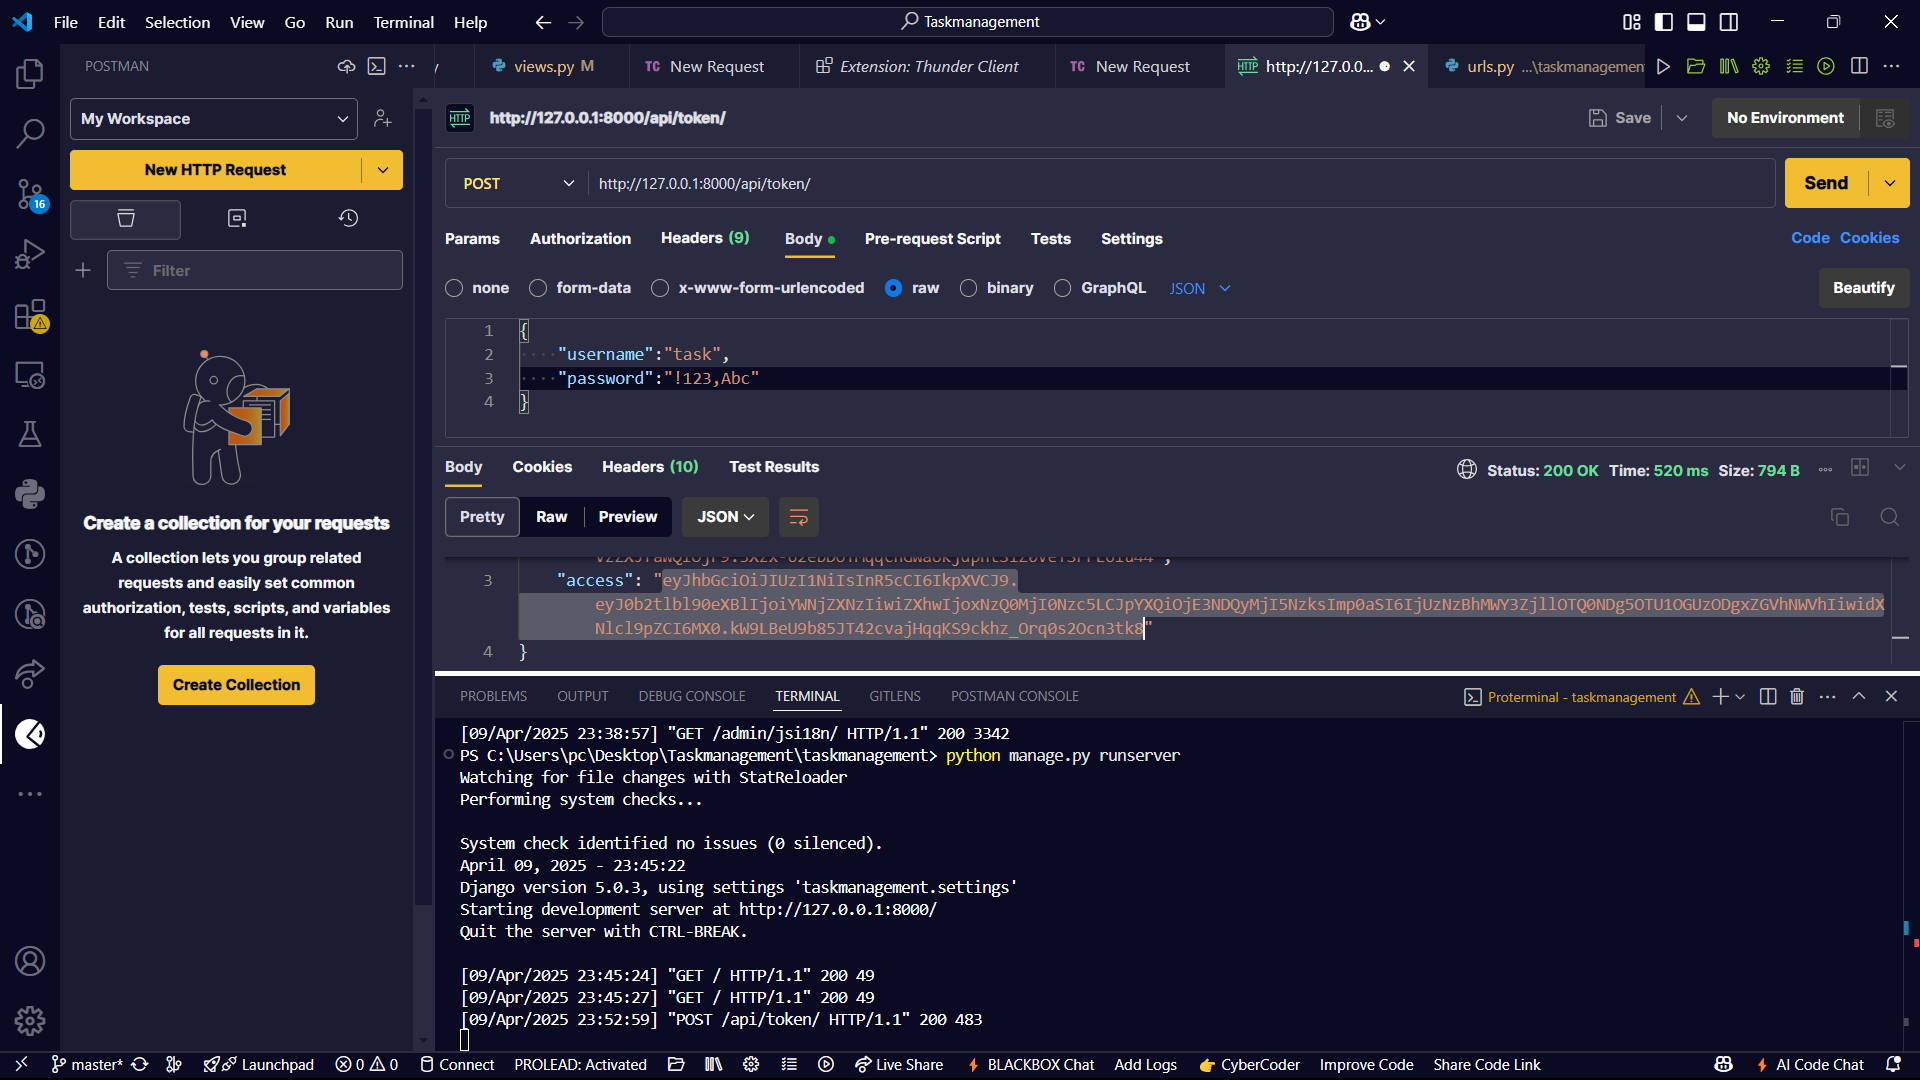 File Edit Selection View Go Run Terminal Help
Taskmanagement
POSTMAN
views.py M
TC New Request
Extension: Thunder Client
TC New Request
HTTP http://127.0.0...
urls.py ...\taskmanagement
My Workspace
New HTTP Request
Filter
16
Create a collection for your requests
A collection lets you group related
requests and easily set common
authorization, tests, scripts, and variables
for all requests in it.
Create Collection
HTTP http://127.0.0.1:8000/api/token/
Save
No Environment
POST http://127.0.0.1:8000/api/token/
Send
Params Authorization Headers (9) Body Pre-request Script Tests Settings
Code Cookies
none form-data x-www-form-urlencoded raw binary GraphQL JSON
Beautify
1 {
2 "username":"task",
3 "password":"!123,Abc"
4 }
Body Cookies Headers (10) Test Results
Status: 200 OK Time: 520 ms Size: 794 B
Pretty Raw Preview JSON
3 "access": "eyJhbGciOiJIUzI1NiIsInR5cCI6IkpXVCJ9.
eyJ0b2tlbl90eXBlIjoiYWNjZXNzIiwiZXhwIjoxNzQ0MjI0Nzc5LCJpYXQiOjE3NDQyMjI5NzksImp0aSI6IjUzNzBhMWY3ZjllOTQ0NDg5OTU1OGUzODgxZGVhNWVhIiwidX
Nlcl9pZCI6MX0.kW9LBeU9b85JT42cvajHqqKS9ckhz_Orq0s2Ocn3tk8"
4 }
PROBLEMS OUTPUT DEBUG CONSOLE TERMINAL GITLENS POSTMAN CONSOLE
Proterminal - taskmanagement
[09/Apr/2025 23:38:57] "GET /admin/jsi18n/ HTTP/1.1" 200 3342
PS C:\Users\pc\Desktop\Taskmanagement\taskmanagement> python manage.py runserver
Watching for file changes with StatReloader
Performing system checks...
System check identified no issues (0 silenced).
April 09, 2025 - 23:45:22
Django version 5.0.3, using settings 'taskmanagement.settings'
Starting development server at http://127.0.0.1:8000/
Quit the server with CTRL-BREAK.
[09/Apr/2025 23:45:24] "GET / HTTP/1.1" 200 49
[09/Apr/2025 23:45:27] "GET / HTTP/1.1" 200 49
[09/Apr/2025 23:52:59] "POST /api/token/ HTTP/1.1" 200 483
master* Launchpad 0 0 Connect PROLEAD: Activated Live Share BLACKBOX Chat Add Logs CyberCoder Improve Code Share Code Link AI Code Chat